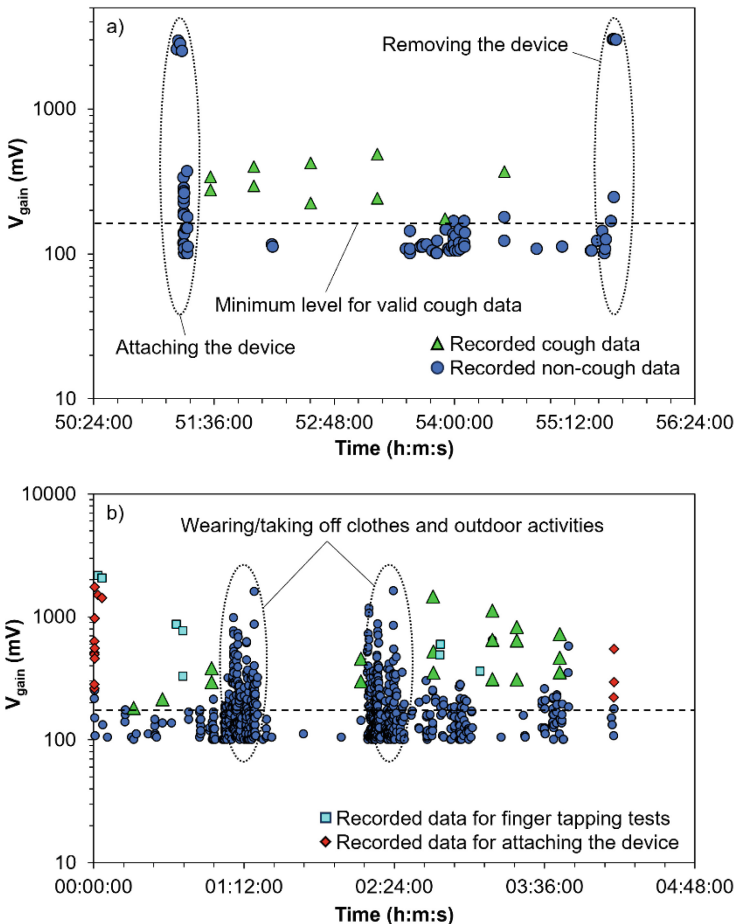 a)
Removing the device
1000
V_gain (mV)
100
Minimum level for valid cough data
Attaching the device
Recorded cough data
Recorded non-cough data
10
50:24:00 51:36:00 52:48:00 54:00:00 55:12:00 56:24:00
Time (h:m:s)
10000
b)
Wearing/taking off clothes and outdoor activities
1000
V_gain (mV)
100
Recorded data for finger tapping tests
Recorded data for attaching the device
10
00:00:00 01:12:00 02:24:00 03:36:00 04:48:00
Time (h:m:s)